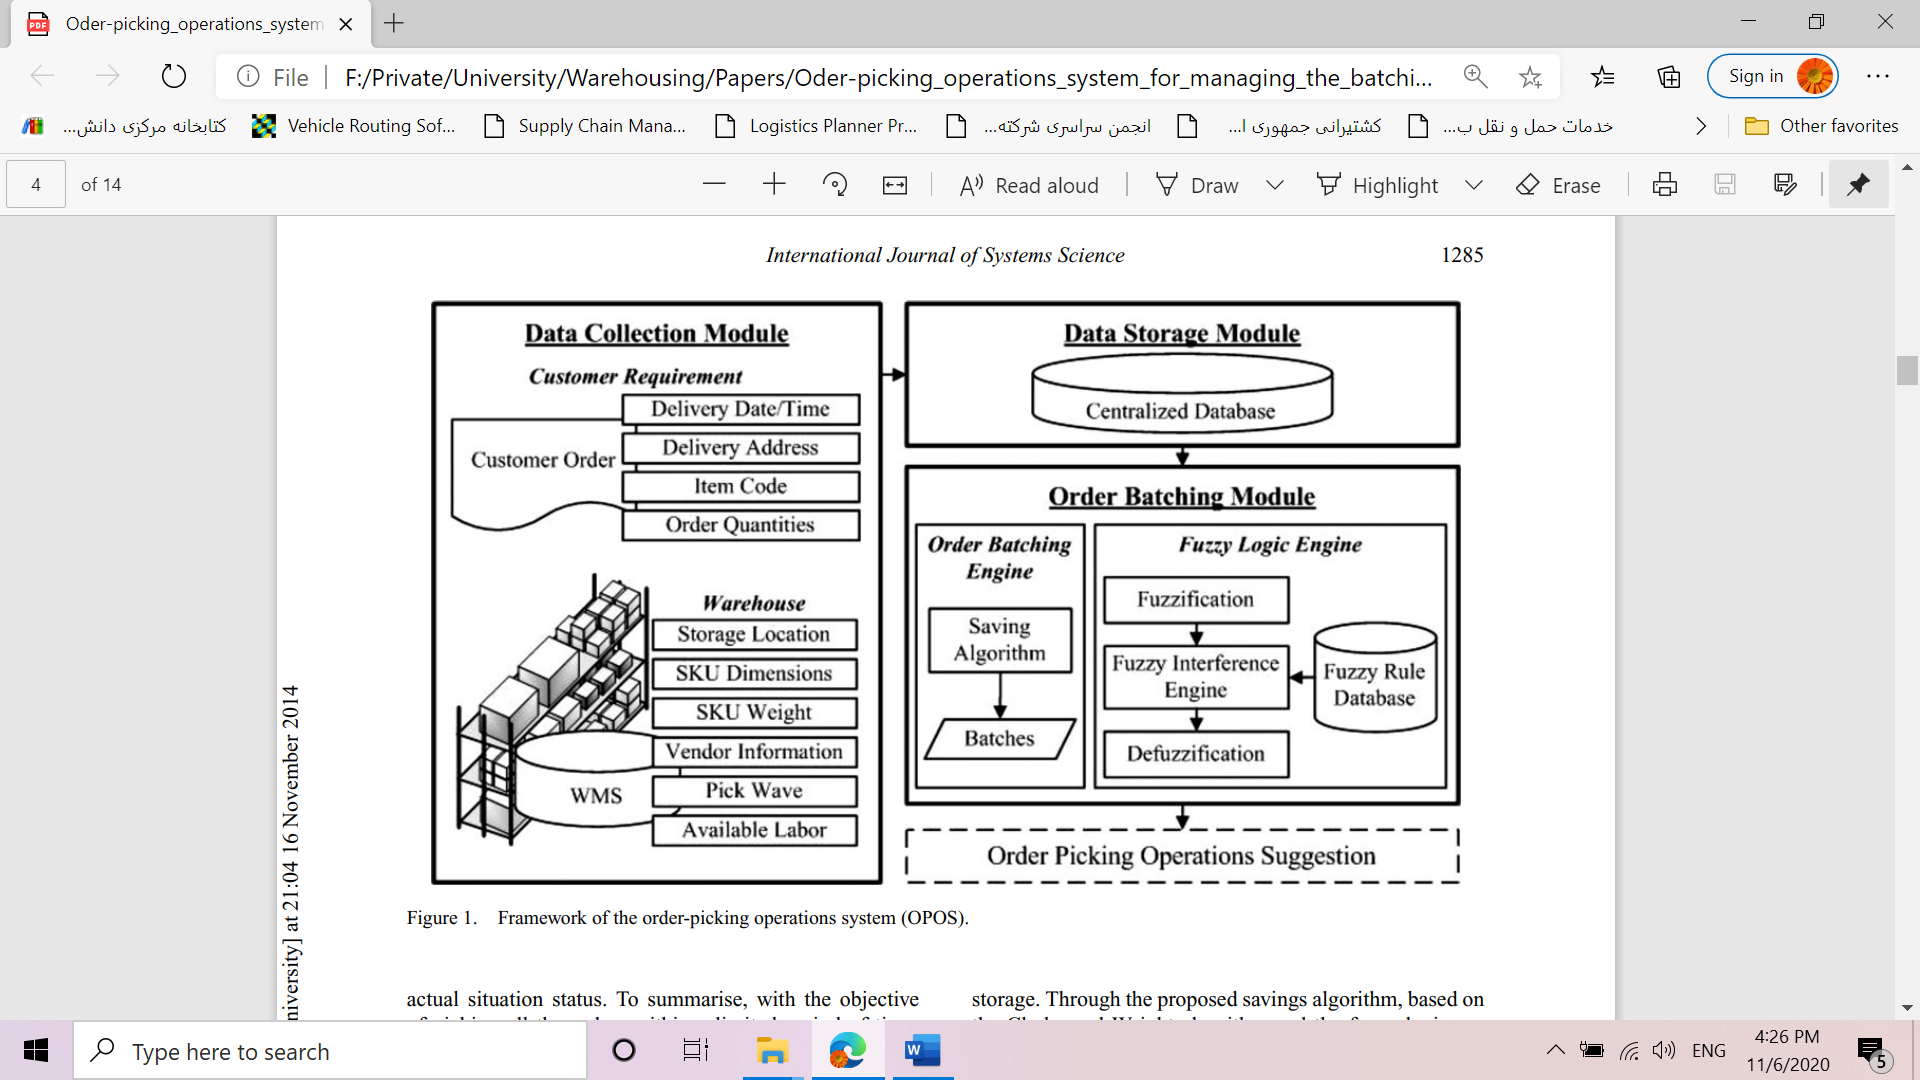 Oder-picking_operations_system
File
F:/Private/University/Warehousing/Papers/Oder-picking_operations_system_for_managing_the_batchi...
Sign in
کتابخانه مرکزی دانش...
Vehicle Routing Sof...
Supply Chain Mana...
Logistics Planner Pr...
انجمن سراسری شرکته...
کشتیرانی جمهوری ا...
خدمات حمل و نقل ب...
Other favorites
4
of 14
Read aloud
Draw
Highlight
Erase
International Journal of Systems Science
1285
Data Collection Module
Customer Requirement
Customer Order
Delivery Date/Time
Delivery Address
Item Code
Order Quantities
Warehouse
Storage Location
SKU Dimensions
SKU Weight
Vendor Information
Pick Wave
Available Labor
WMS
Data Storage Module
Centralized Database
Order Batching Module
Order Batching
Engine
Saving
Algorithm
Batches
Fuzzy Logic Engine
Fuzzification
Fuzzy Interference
Engine
Defuzzification
Fuzzy Rule
Database
Order Picking Operations Suggestion
Figure 1. Framework of the order-picking operations system (OPOS).
niversity] at 21:04 16 November 2014
actual situation status. To summarise, with the objective
storage. Through the proposed savings algorithm, based on
Type here to search
ENG
4:26 PM
11/6/2020
5